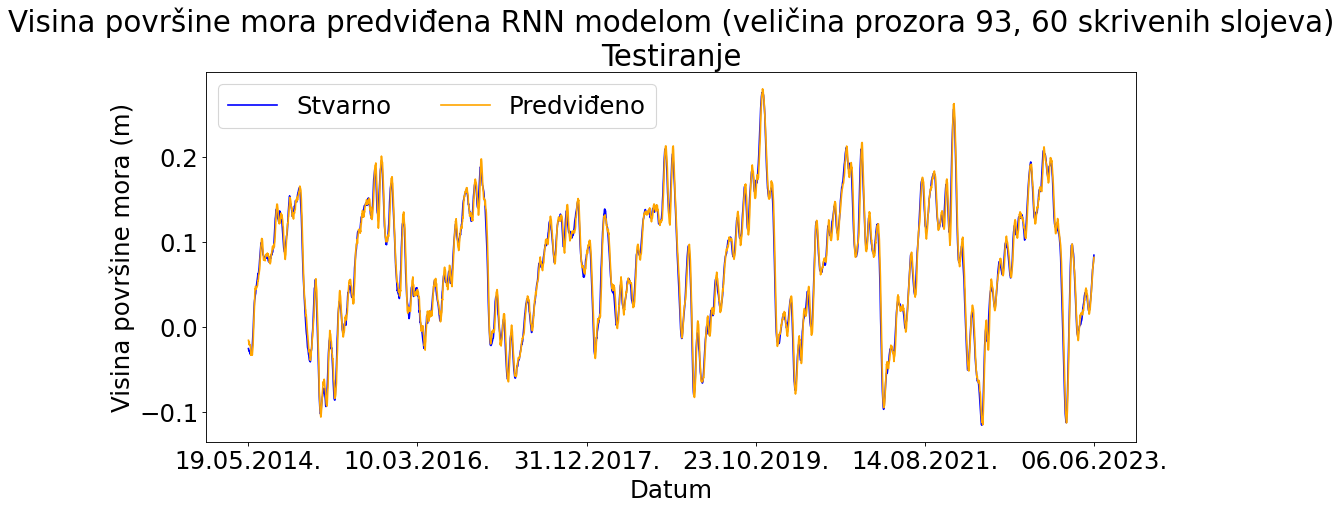 Visina površine mora predviđena RNN modelom (veličina prozora 93, 60 skrivenih slojeva)
Testiranje
Stvarno
Predviđeno
Visina površine mora (m)
0.2
0.1
0.0
−0.1
19.05.2014.
10.03.2016.
31.12.2017.
23.10.2019.
14.08.2021.
06.06.2023.
Datum